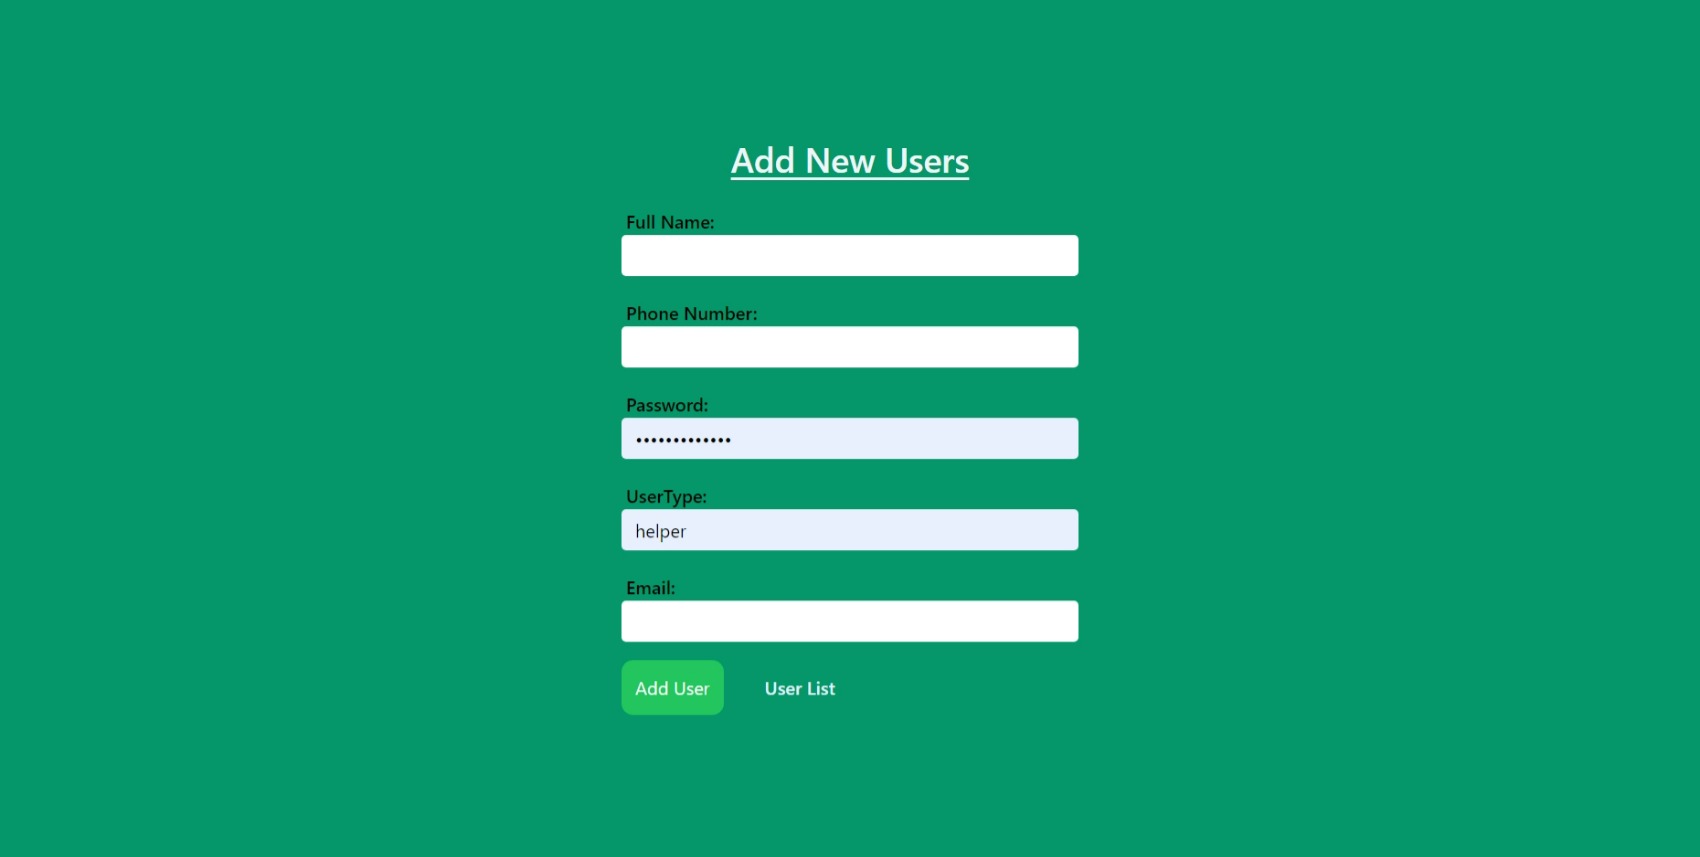 Add New Users
Full Name:
Phone Number:
Password:
•••••••••••••
UserType:
helper
Email:
Add User
User List